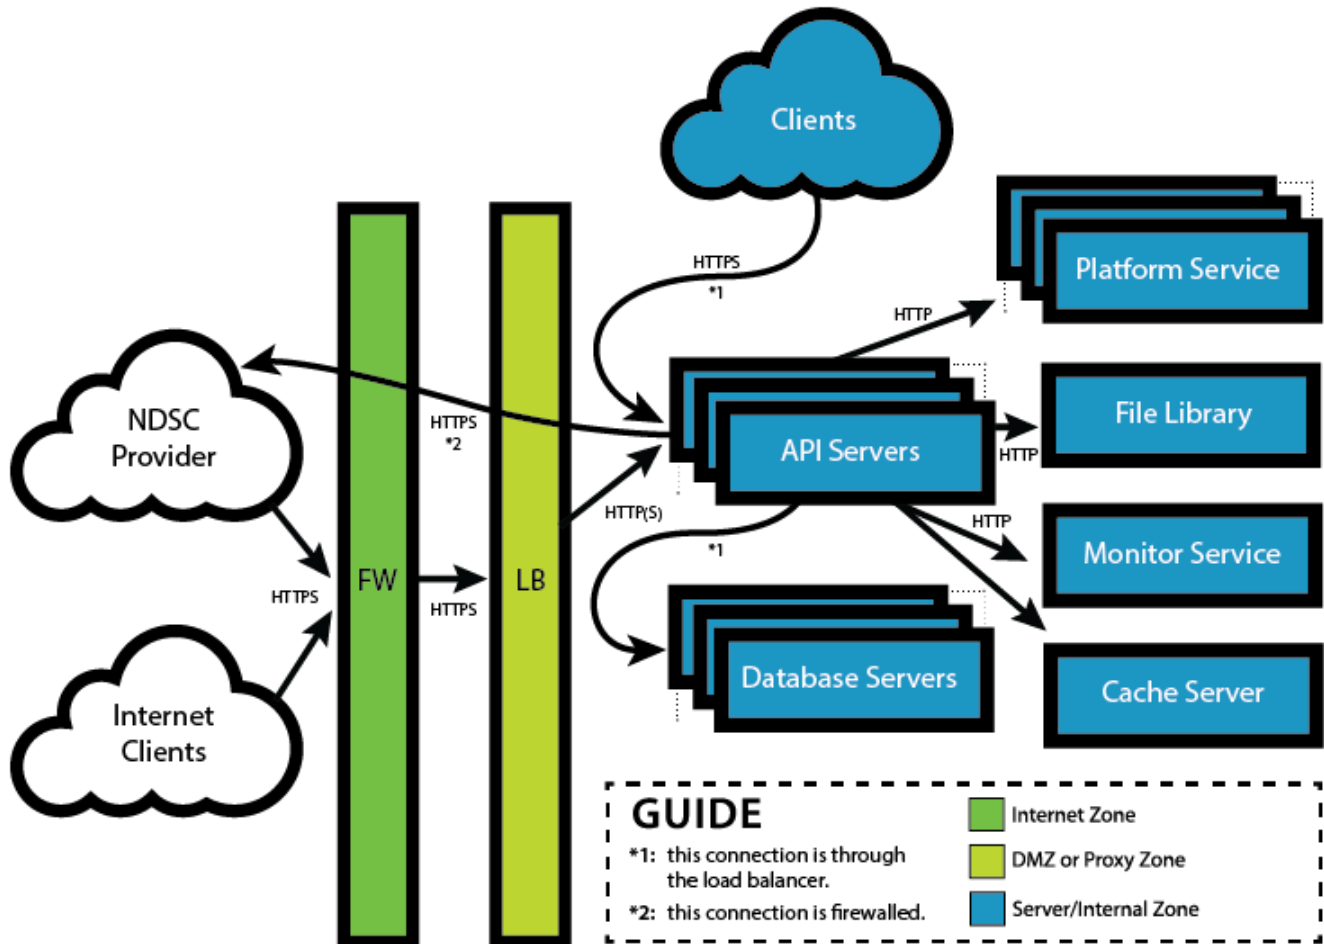 Clients
HTTPS
*1
Platform Service
HTTP
NDSC
Provider
HTTPS
*2
API Servers
File Library
HTTP
HTTP(S)
*1
HTTP
Monitor Service
FW
LB
HTTPS
HTTPS
Database Servers
Cache Server
Internet
Clients
GUIDE
*1: this connection is through
the load balancer.
*2: this connection is firewalled.
Internet Zone
DMZ or Proxy Zone
Server/Internal Zone